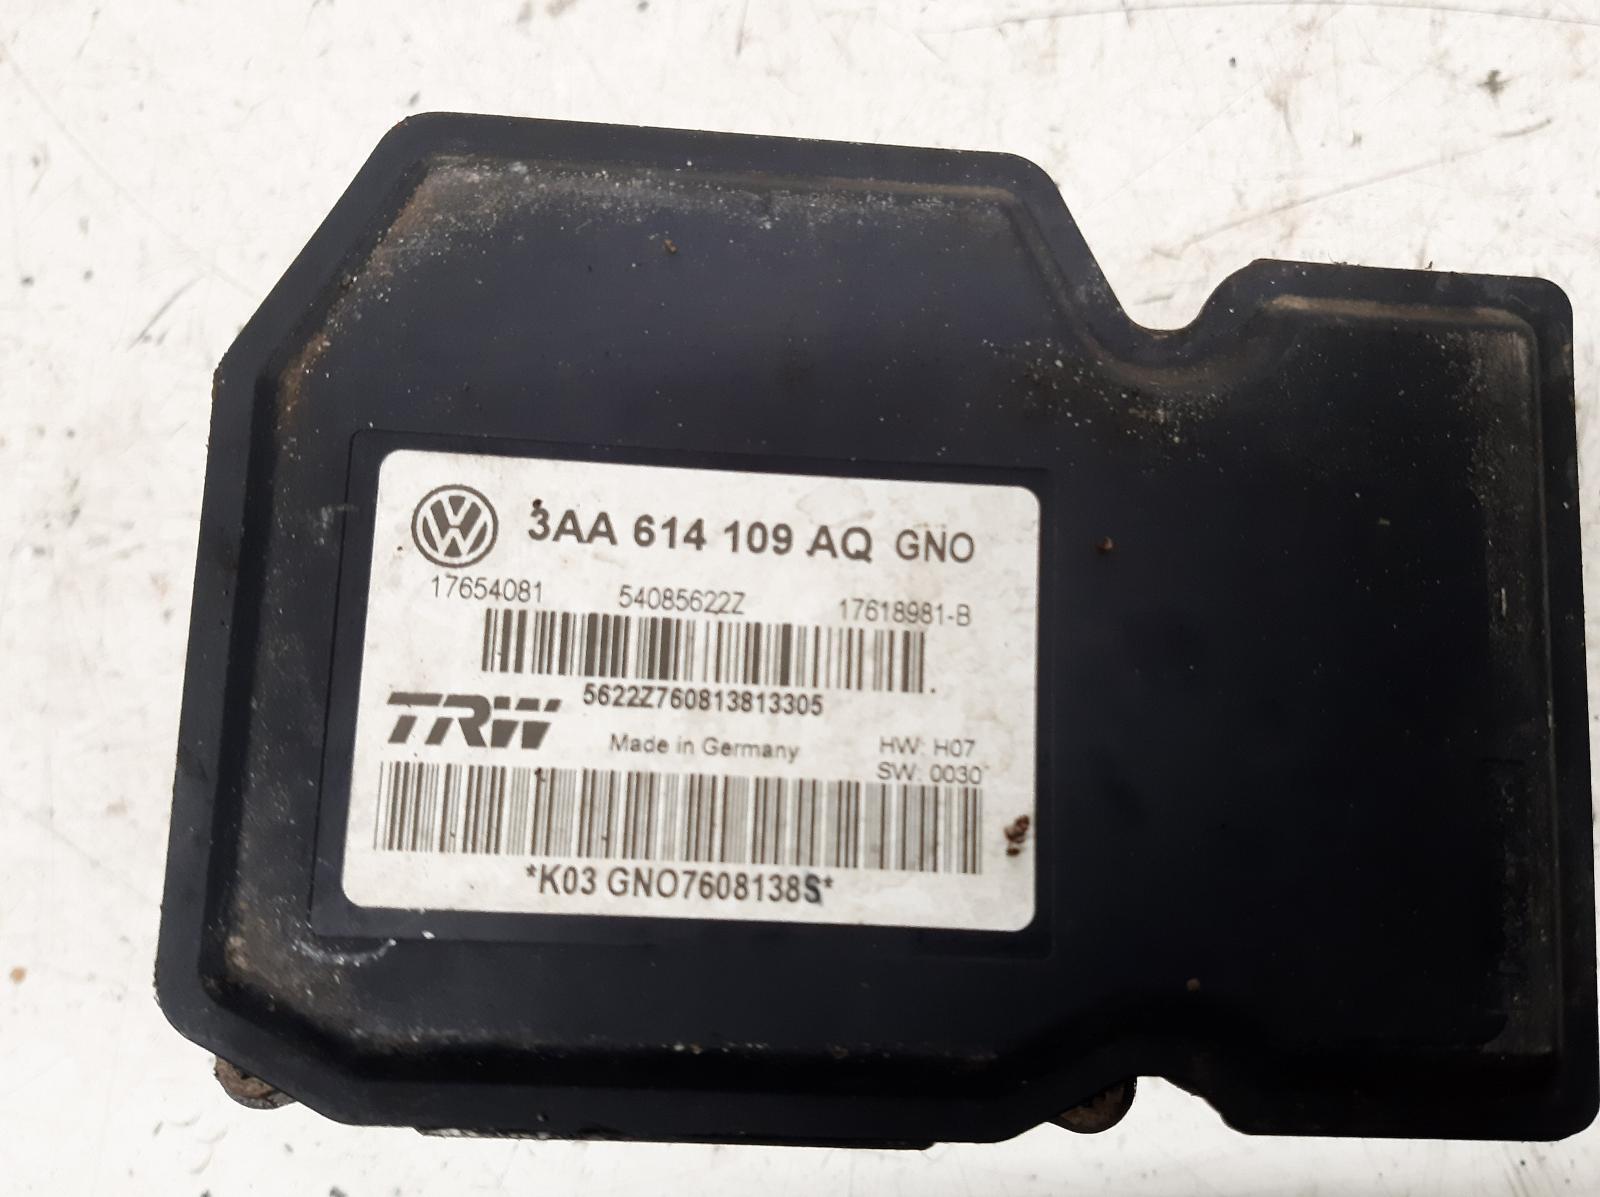 3AA 614 109 AQ GNO
17654081 54085622Z 17618981-B
5622Z760813813305
TRW
Made in Germany HW: H07
SW: 0030
*K03 GNO7608138S*